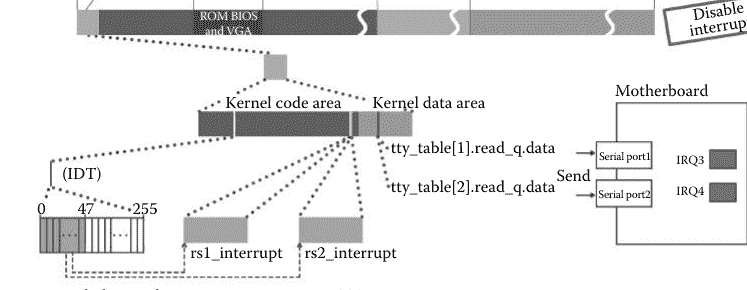 ROM BIOS
and VGA
Disable
interrup
Kernel code area
Kernel data area
Motherboard
tty_table[1].read_q.data
Serial port1
IRQ3
(IDT)
Send
tty_table[2].read_q.data
Serial port2
IRQ4
0 47 255
...
...
rs1_interrupt
rs2_interrupt